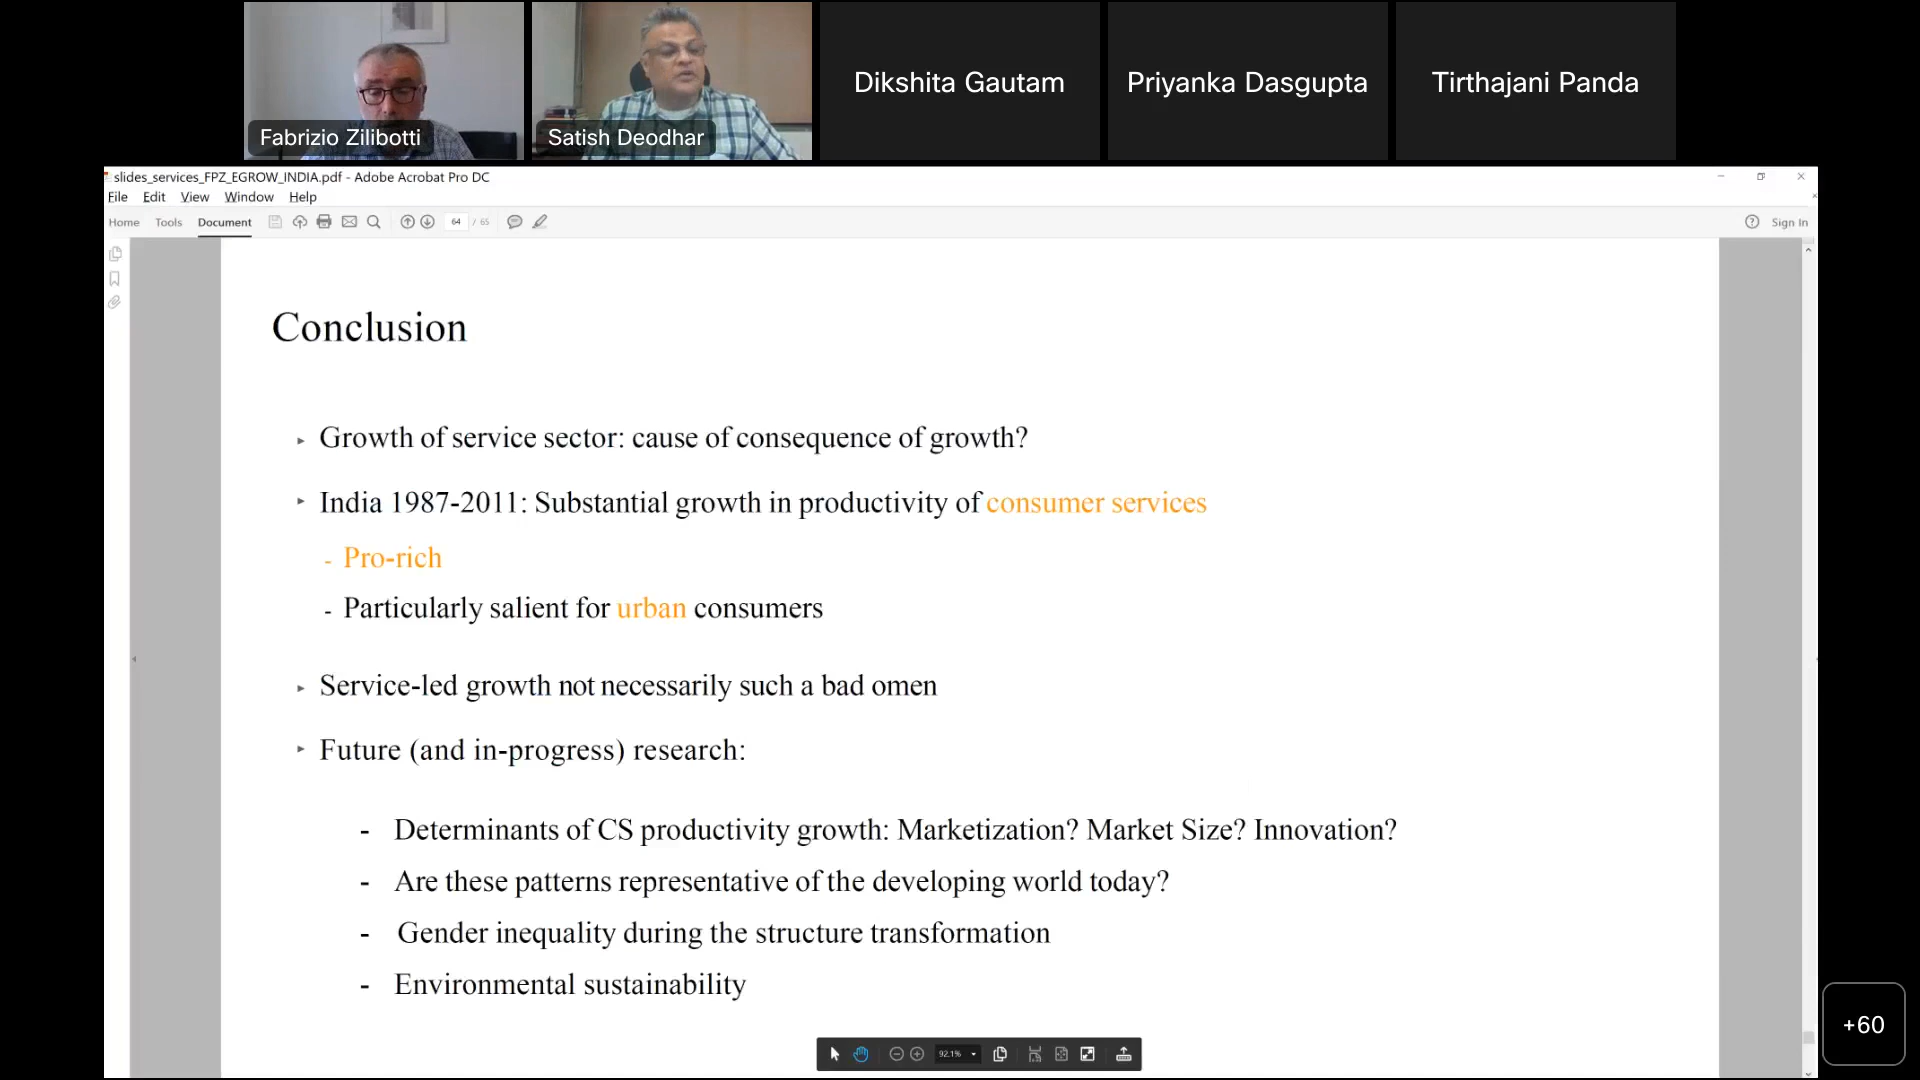 Dikshita Gautam
Priyanka Dasgupta
Tirthajani Panda
Fabrizio Zilibotti
Satish Deodhar
slides_services_FPZ_EGROW_INDIA.pdf - Adobe Acrobat Pro DC
File Edit View Window Help
Home Tools Document 64 / 65 Sign In
Conclusion
Growth of service sector: cause of consequence of growth?
India 1987-2011: Substantial growth in productivity of consumer services
- Pro-rich
- Particularly salient for urban consumers
Service-led growth not necessarily such a bad omen
Future (and in-progress) research:
- Determinants of CS productivity growth: Marketization? Market Size? Innovation?
- Are these patterns representative of the developing world today?
- Gender inequality during the structure transformation
- Environmental sustainability
92.1%
+60